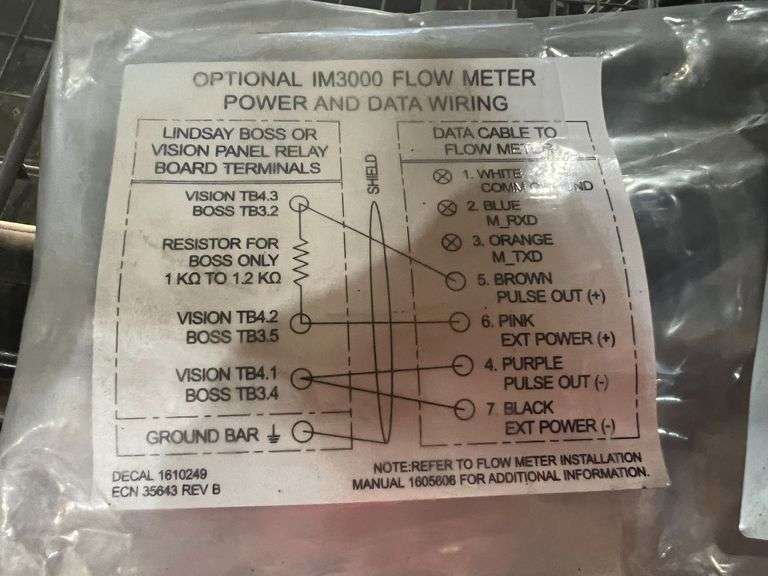 OPTIONAL IM3000 FLOW METER
POWER AND DATA WIRING
LINDSAY BOSS OR
VISION PANEL RELAY
BOARD TERMINALS
VISION TB4.3
BOSS TB3.2
RESISTOR FOR
BOSS ONLY
1 KΩ TO 1.2 KΩ
VISION TB4.2
BOSS TB3.5
VISION TB4.1
BOSS TB3.4
GROUND BAR
SHIELD
DATA CABLE TO
FLOW METER
1. WHITE
2. BLUE
M_RXD
3. ORANGE
M_TXD
5. BROWN
PULSE OUT (+)
6. PINK
EXT POWER (+)
4. PURPLE
PULSE OUT (-)
7. BLACK
EXT POWER (-)
DECAL 1610249
ECN 35643 REV B
NOTE:REFER TO FLOW METER INSTALLATION
MANUAL 1605606 FOR ADDITIONAL INFORMATION.